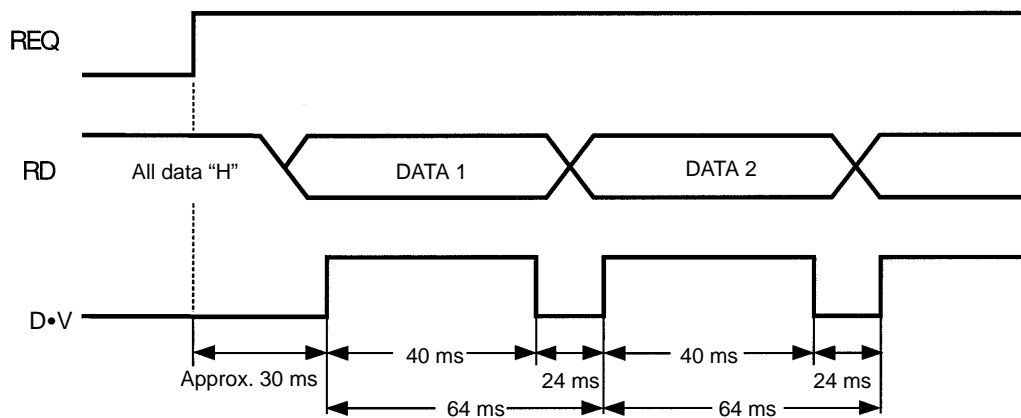 REQ
RD
All data “H”
DATA 1
DATA 2
D•V
40 ms
40 ms
Approx. 30 ms
24 ms
24 ms
64 ms
64 ms